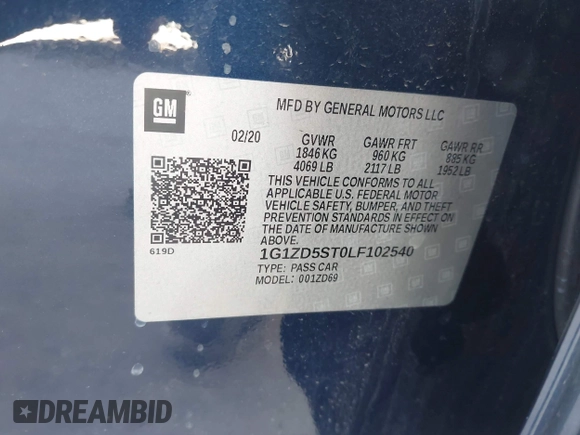 GM
MFD BY GENERAL MOTORS LLC
02/20 GVWR GAWR FRT GAWR RR
1846 KG 960 KG 885 KG
4069 LB 2117 LB 1952 LB
THIS VEHICLE CONFORMS TO ALL
APPLICABLE U.S. FEDERAL MOTOR
VEHICLE SAFETY, BUMPER, AND THEFT
PREVENTION STANDARDS IN EFFECT ON
THE DATE OF MANUFACTURE SHOWN
ABOVE.
619D
1G1ZD5ST0LF102540
TYPE: PASS CAR
MODEL: 001ZD69
DREAMBID